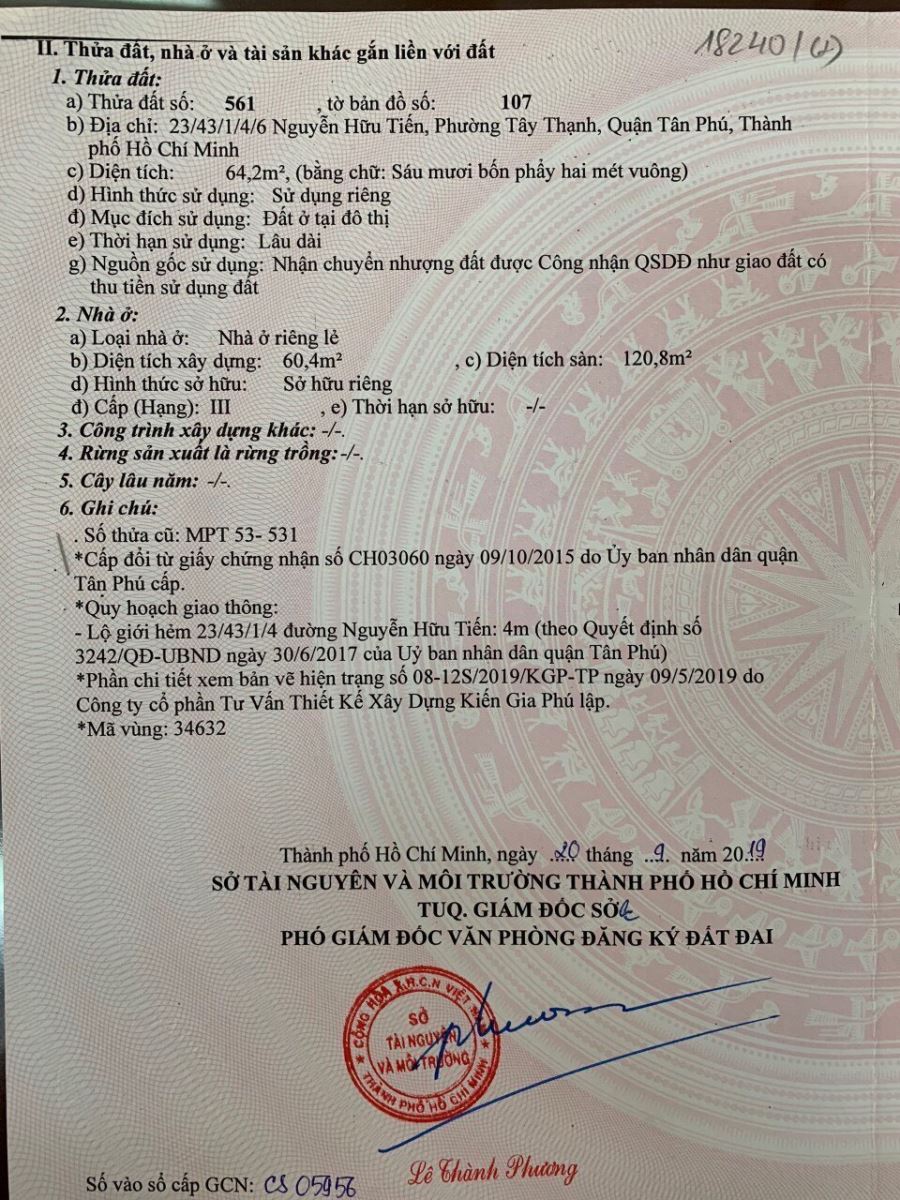 18240/(4)
II. Thửa đất, nhà ở và tài sản khác gắn liền với đất
1. Thửa đất:
a) Thửa đất số: 561 , tờ bản đồ số: 107
b) Địa chỉ: 23/43/1/4/6 Nguyễn Hữu Tiến, Phường Tây Thạnh, Quận Tân Phú, Thành
phố Hồ Chí Minh
c) Diện tích: 64,2m², (bằng chữ: Sáu mươi bốn phẩy hai mét vuông)
d) Hình thức sử dụng: Sử dụng riêng
đ) Mục đích sử dụng: Đất ở tại đô thị
e) Thời hạn sử dụng: Lâu dài
g) Nguồn gốc sử dụng: Nhận chuyển nhượng đất được Công nhận QSDĐ như giao đất có
thu tiền sử dụng đất
2. Nhà ở:
a) Loại nhà ở: Nhà ở riêng lẻ
b) Diện tích xây dựng: 60,4m² , c) Diện tích sàn: 120,8m²
d) Hình thức sở hữu: Sở hữu riêng
đ) Cấp (Hạng): III , e) Thời hạn sở hữu: -/-
3. Công trình xây dựng khác: -/-.
4. Rừng sản xuất là rừng trồng:-/-.
5. Cây lâu năm: -/-.
6. Ghi chú:
. Số thửa cũ: MPT 53- 531
*Cấp đổi từ giấy chứng nhận số CH03060 ngày 09/10/2015 do Ủy ban nhân dân quận
Tân Phú cấp.
*Quy hoạch giao thông:
- Lộ giới hẻm 23/43/1/4 đường Nguyễn Hữu Tiến: 4m (theo Quyết định số
3242/QĐ-UBND ngày 30/6/2017 của Uỷ ban nhân dân quận Tân Phú)
*Phần chi tiết xem bản vẽ hiện trạng số 08-12S/2019/KGP-TP ngày 09/5/2019 do
Công ty cổ phần Tư Vấn Thiết Kế Xây Dựng Kiến Gia Phú lập.
*Mã vùng: 34632
Thành phố Hồ Chí Minh, ngày .20 tháng ..9. năm 2019
SỞ TÀI NGUYÊN VÀ MÔI TRƯỜNG THÀNH PHỐ HỒ CHÍ MINH
TUQ. GIÁM ĐỐC SỞ
PHÓ GIÁM ĐỐC VĂN PHÒNG ĐĂNG KÝ ĐẤT ĐAI
CỘNG HÒA X.H.C.N VIỆT NAM
SỞ
TÀI NGUYÊN
VÀ MÔI TRƯỜNG
THÀNH PHỐ HỒ CHÍ MINH
Lê Thành Phương
Số vào sổ cấp GCN: CS 05956